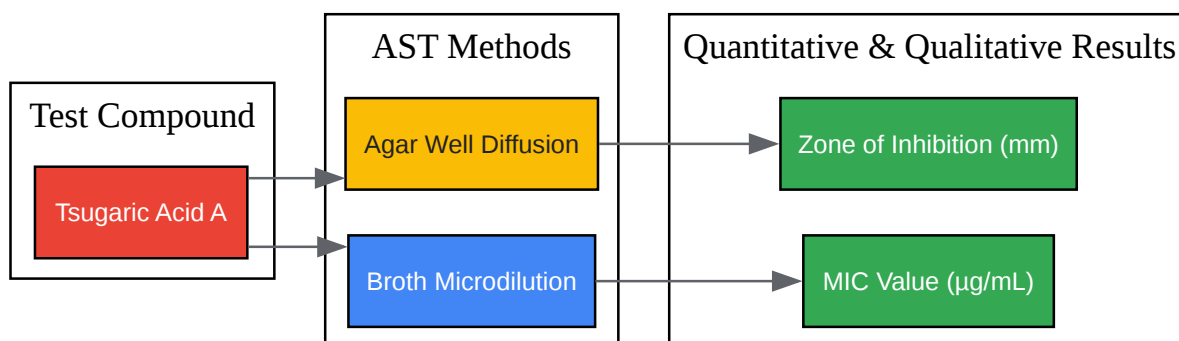 Test Compound
Tsugaric Acid A
AST Methods
Agar Well Diffusion
Broth Microdilution
Quantitative & Qualitative Results
Zone of Inhibition (mm)
MIC Value (µg/mL)